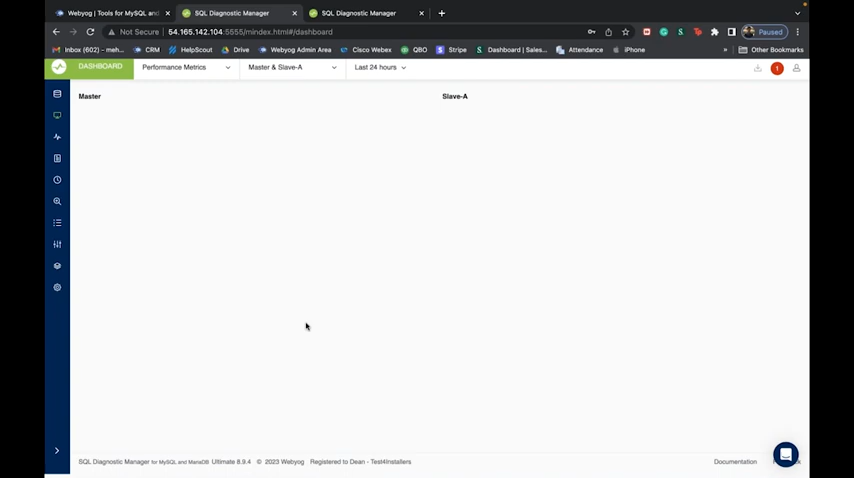 Webyog | Tools for MySQL and
SQL Diagnostic Manager
SQL Diagnostic Manager
Not Secure | 54.165.142.104:5555/mindex.html#/dashboard
Paused
Inbox (602) – meh...
CRM
HelpScout
Drive
Webyog Admin Area
Cisco Webex
QBO
Stripe
Dashboard | Sales...
Attendance
iPhone
Other Bookmarks
DASHBOARD
Performance Metrics
Master & Slave-A
Last 24 hours
1
Master
Slave-A
SQL Diagnostic Manager for MySQL and MariaDB Ultimate 8.9.4 © 2023 Webyog Registered to Dean - Test4Installers
Documentation